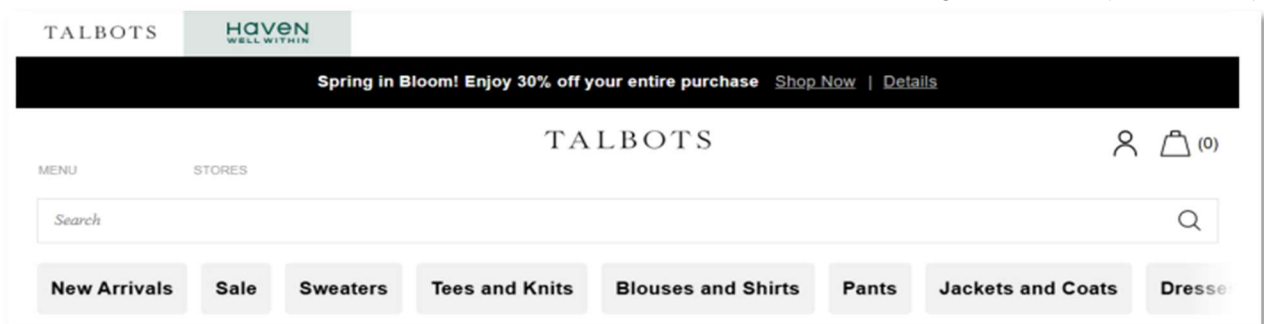 TALBOTS Haven WELL WITHIN
Spring in Bloom! Enjoy 30% off your entire purchase Shop Now | Details
TALBOTS
(0)
MENU STORES
Search
New Arrivals Sale Sweaters Tees and Knits Blouses and Shirts Pants Jackets and Coats